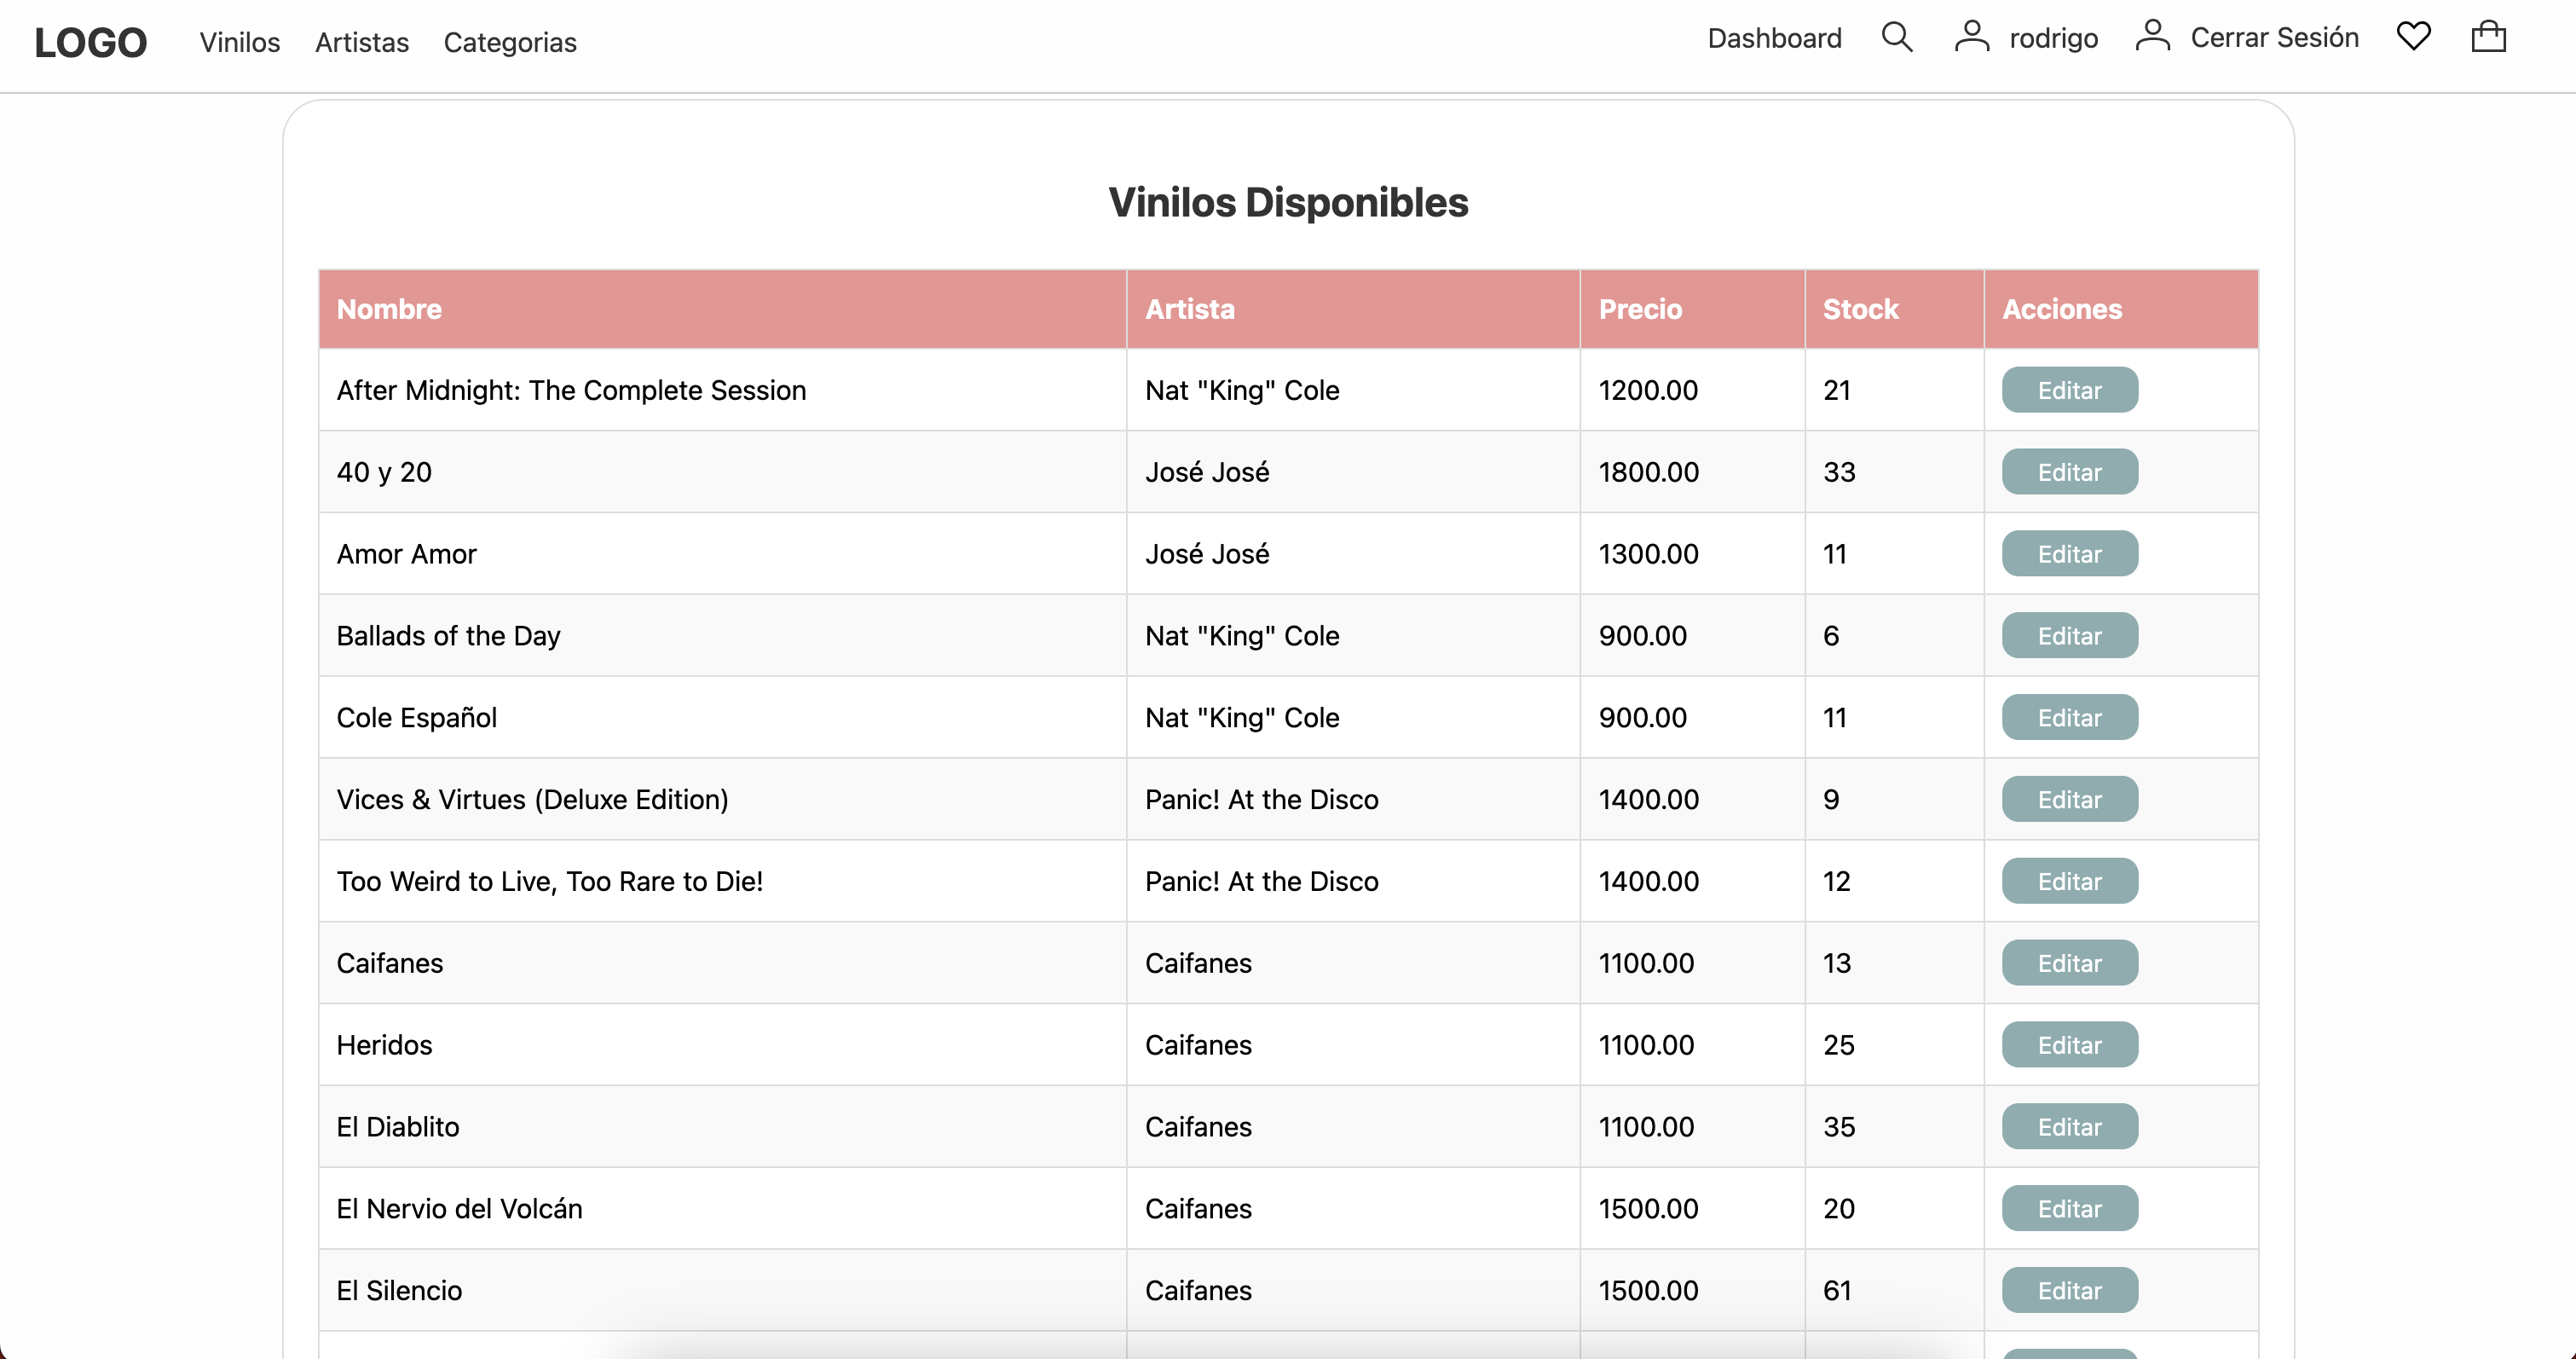 LOGO Vinilos Artistas Categorias Dashboard rodrigo Cerrar Sesión
Vinilos Disponibles
Nombre Artista Precio Stock Acciones
After Midnight: The Complete Session Nat "King" Cole 1200.00 21 Editar
40 y 20 José José 1800.00 33 Editar
Amor Amor José José 1300.00 11 Editar
Ballads of the Day Nat "King" Cole 900.00 6 Editar
Cole Español Nat "King" Cole 900.00 11 Editar
Vices & Virtues (Deluxe Edition) Panic! At the Disco 1400.00 9 Editar
Too Weird to Live, Too Rare to Die! Panic! At the Disco 1400.00 12 Editar
Caifanes Caifanes 1100.00 13 Editar
Heridos Caifanes 1100.00 25 Editar
El Diablito Caifanes 1100.00 35 Editar
El Nervio del Volcán Caifanes 1500.00 20 Editar
El Silencio Caifanes 1500.00 61 Editar